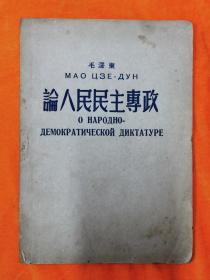 毛澤東
МАО ЦЗЕ-ДУН
論人民民主專政
О НАРОДНО-
ДЕМОКРАТИЧЕСКОЙ ДИКТАТУРЕ